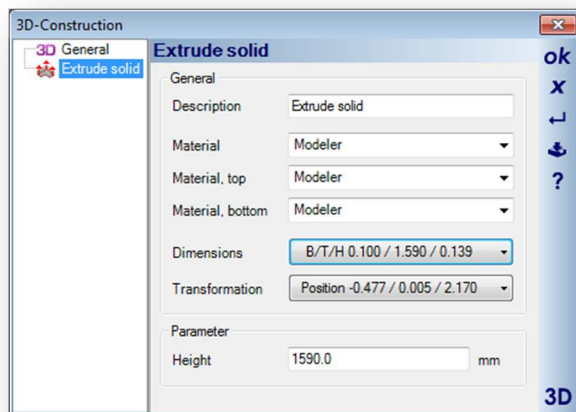 3D-Construction
3D General
Extrude solid
Extrude solid
General
Description Extrude solid
Material Modeler
Material, top Modeler
Material, bottom Modeler
Dimensions B/T/H 0.100 / 1.590 / 0.139
Transformation Position -0.477 / 0.005 / 2.170
Parameter
Height 1590.0 mm
ok
x
?
3D